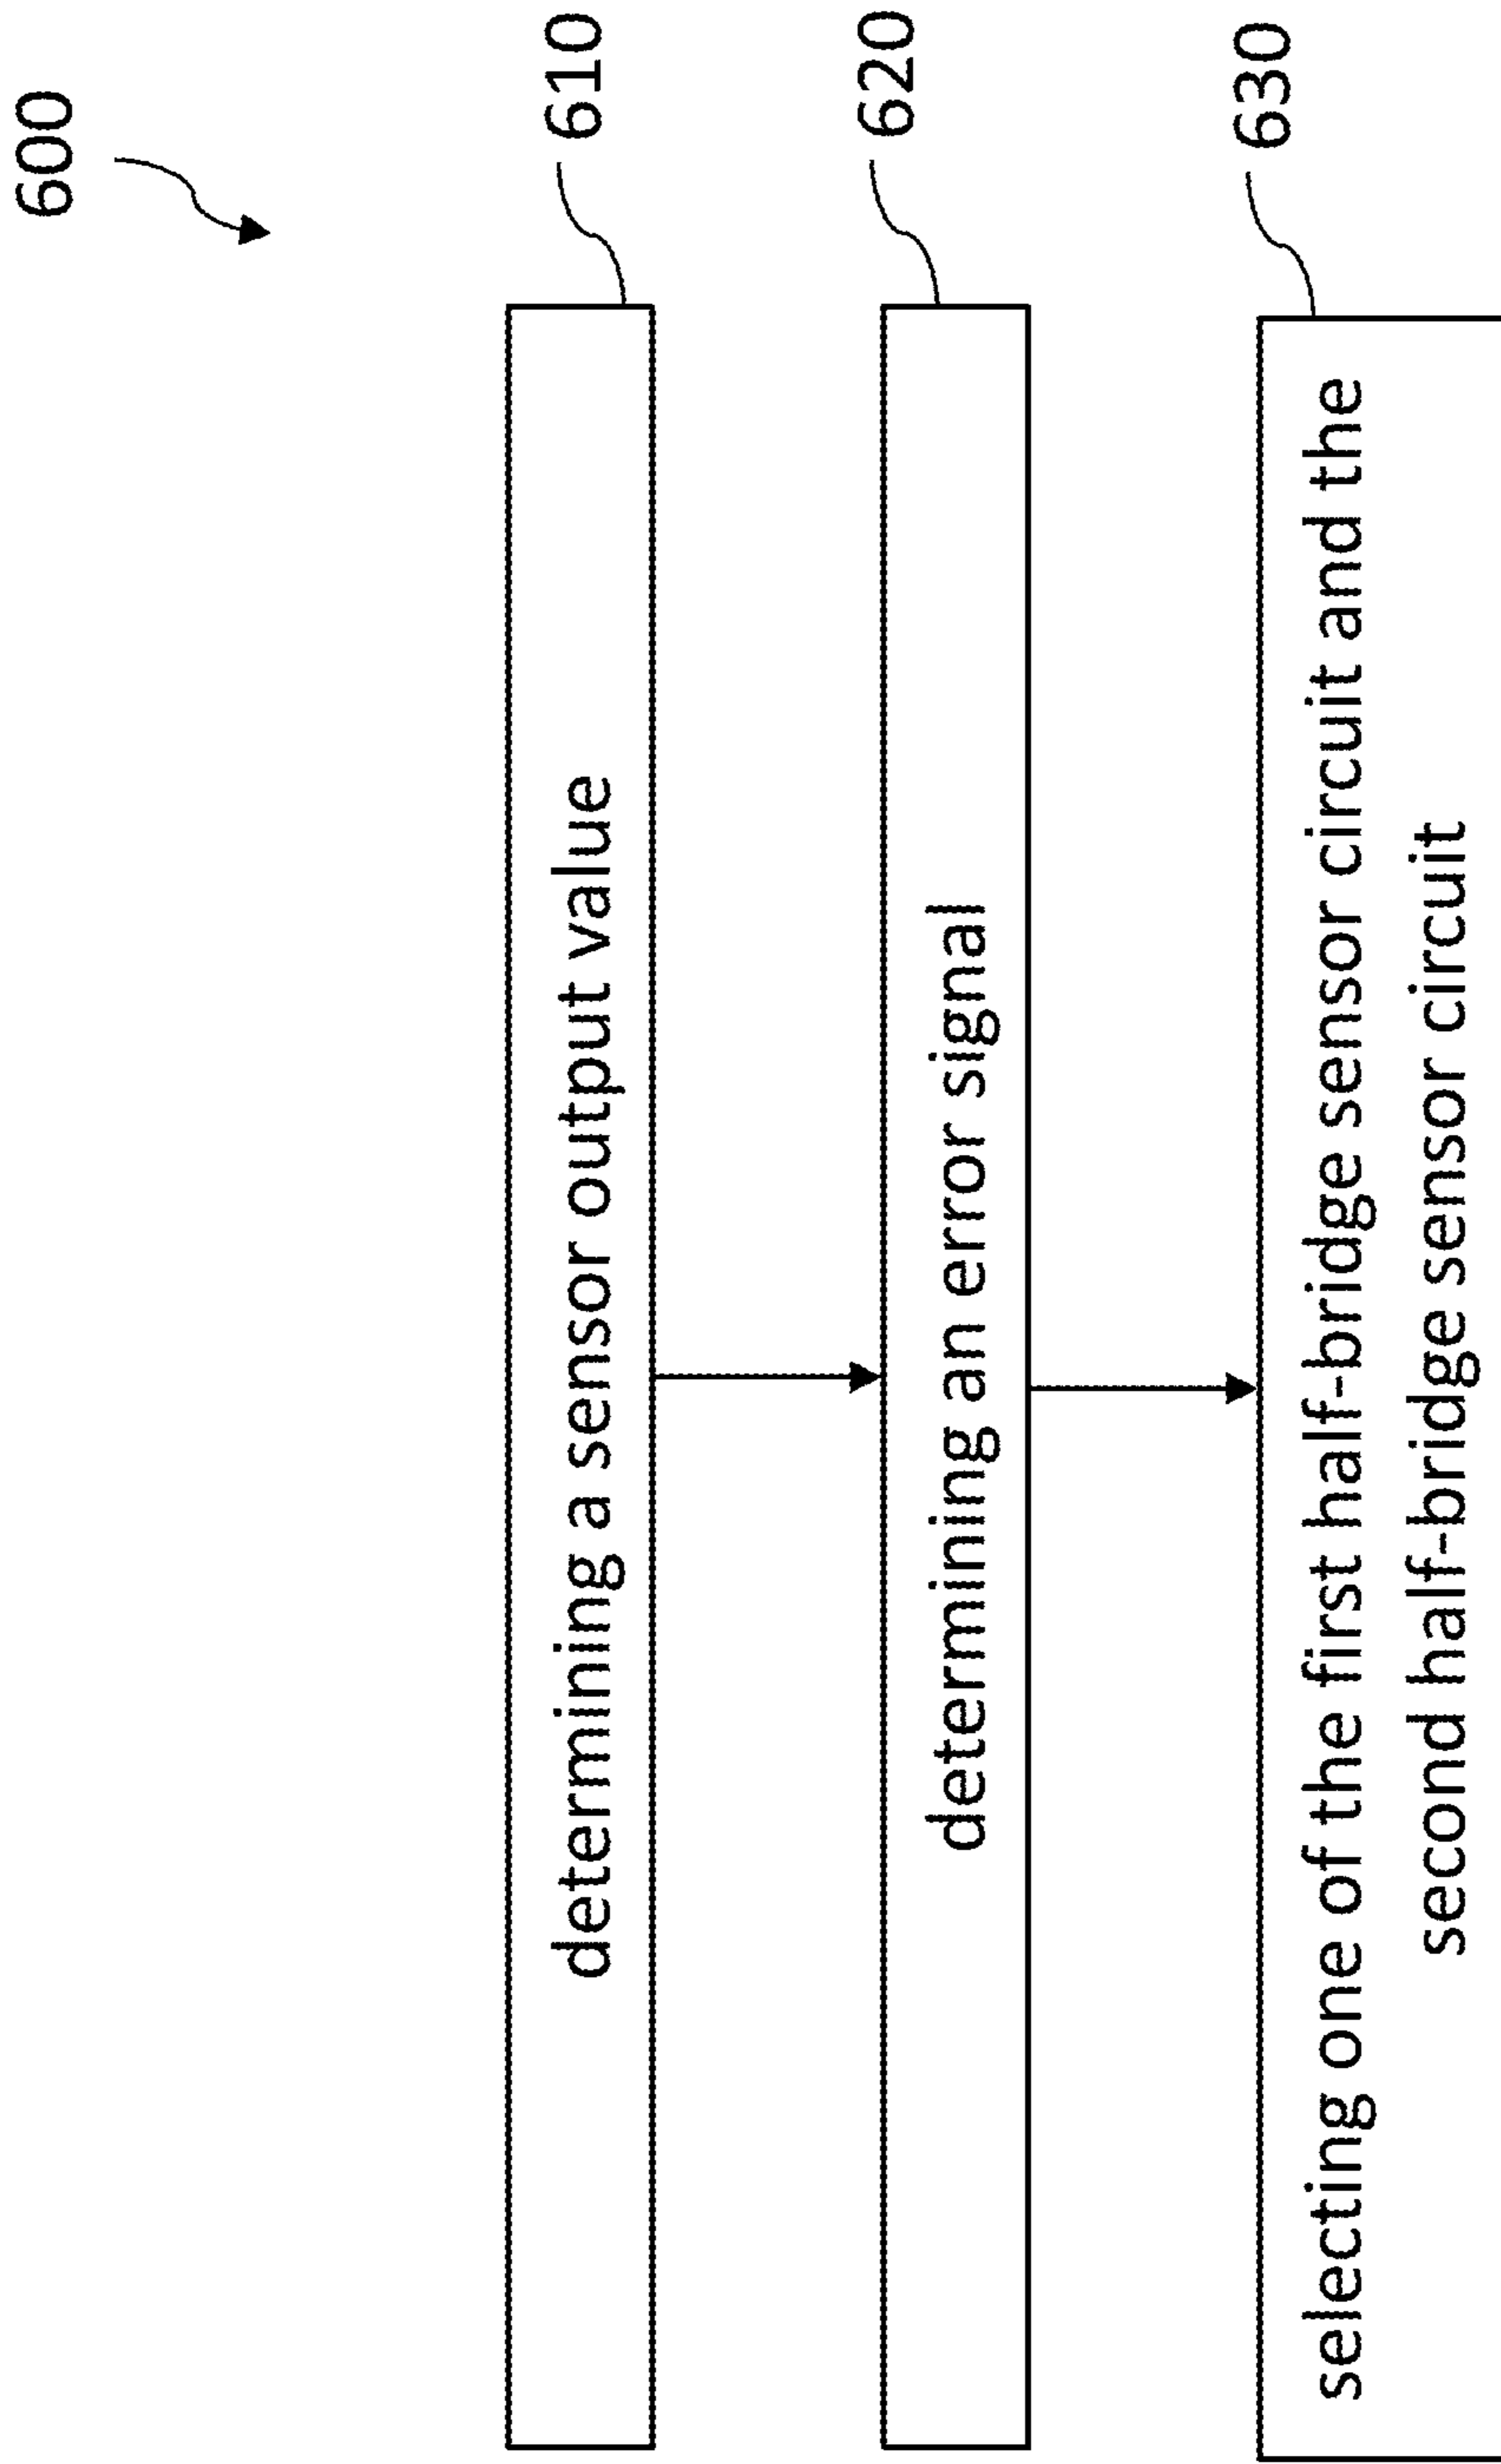 600
determining a sensor output value
610
determining an error signal
620
selecting one of the first half-bridge sensor circuit and the
second half-bridge sensor circuit
630